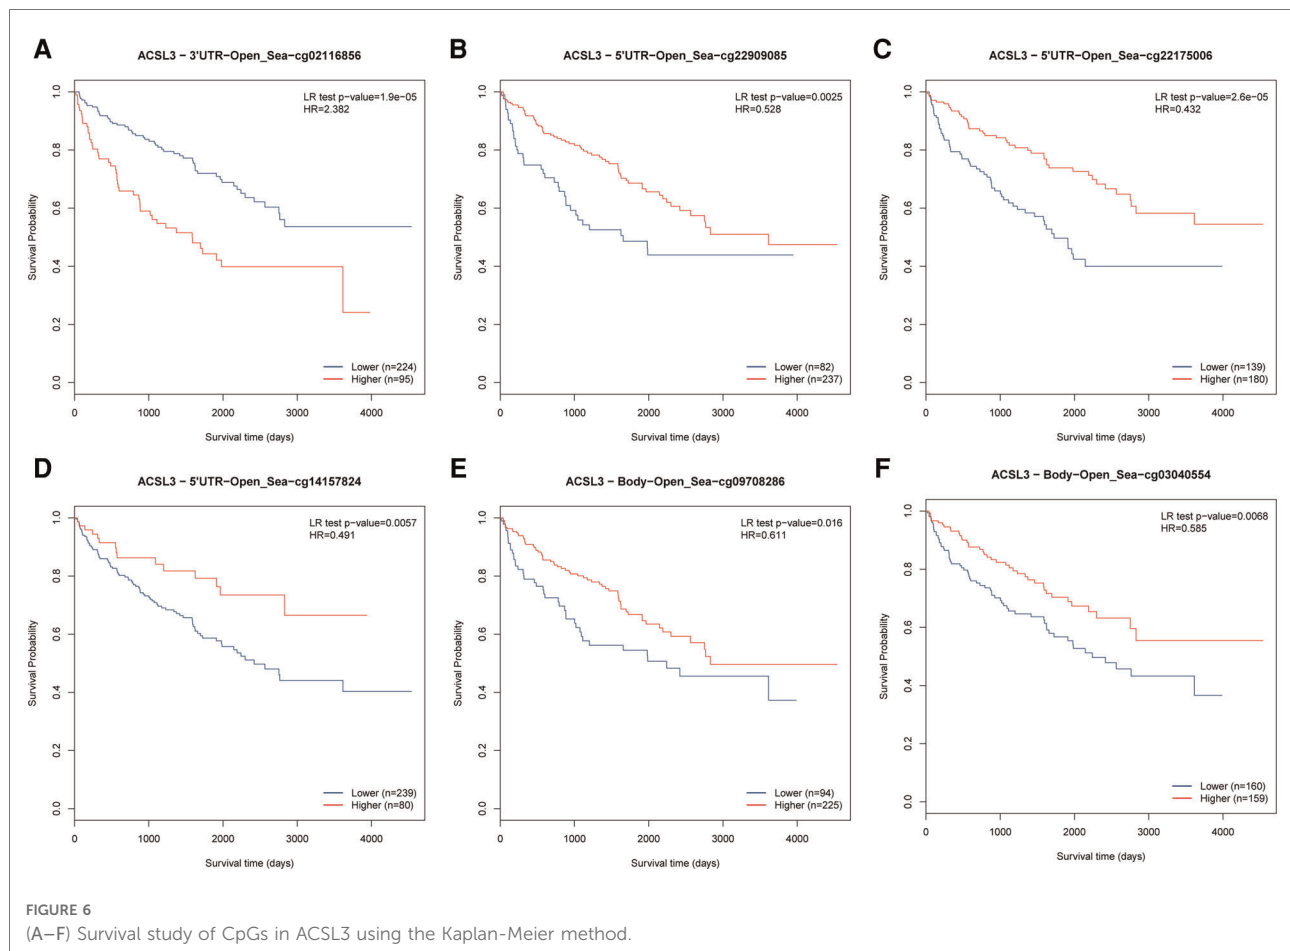 A
ACSL3 − 3'UTR−Open_Sea−cg02116856
LR test p−value=1.9e−05
HR=2.382
Survival Probability
1.0
0.8
0.6
0.4
0.2
0.0
Lower (n=224)
Higher (n=95)
0 1000 2000 3000 4000
Survival time (days)
B
ACSL3 − 5'UTR−Open_Sea−cg22909085
LR test p−value=0.0025
HR=0.528
Survival Probability
1.0
0.8
0.6
0.4
0.2
0.0
Lower (n=82)
Higher (n=237)
0 1000 2000 3000 4000
Survival time (days)
C
ACSL3 − 5'UTR−Open_Sea−cg22175006
LR test p−value=2.6e−05
HR=0.432
Survival Probability
1.0
0.8
0.6
0.4
0.2
0.0
Lower (n=139)
Higher (n=180)
0 1000 2000 3000 4000
Survival time (days)
D
ACSL3 − 5'UTR−Open_Sea−cg14157824
LR test p−value=0.0057
HR=0.491
Survival Probability
1.0
0.8
0.6
0.4
0.2
0.0
Lower (n=239)
Higher (n=80)
0 1000 2000 3000 4000
Survival time (days)
E
ACSL3 − Body−Open_Sea−cg09708286
LR test p−value=0.016
HR=0.611
Survival Probability
1.0
0.8
0.6
0.4
0.2
0.0
Lower (n=94)
Higher (n=225)
0 1000 2000 3000 4000
Survival time (days)
F
ACSL3 − Body−Open_Sea−cg03040554
LR test p−value=0.0068
HR=0.585
Survival Probability
1.0
0.8
0.6
0.4
0.2
0.0
Lower (n=160)
Higher (n=159)
0 1000 2000 3000 4000
Survival time (days)
FIGURE 6
(A–F) Survival study of CpGs in ACSL3 using the Kaplan-Meier method.